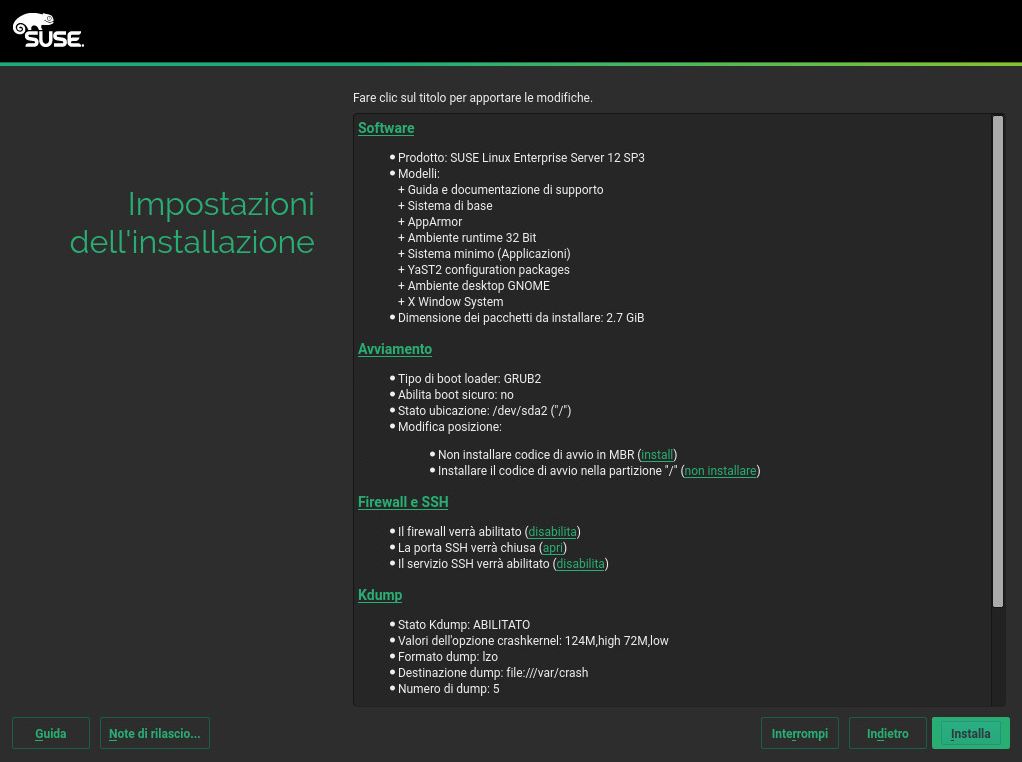 SUSE.
Fare clic sul titolo per apportare le modifiche.
Impostazioni
dell'installazione
Software
Prodotto: SUSE Linux Enterprise Server 12 SP3
Modelli:
+ Guida e documentazione di supporto
+ Sistema di base
+ AppArmor
+ Ambiente runtime 32 Bit
+ Sistema minimo (Applicazioni)
+ YaST2 configuration packages
+ Ambiente desktop GNOME
+ X Window System
Dimensione dei pacchetti da installare: 2.7 GiB
Avviamento
Tipo di boot loader: GRUB2
Abilita boot sicuro: no
Stato ubicazione: /dev/sda2 ("/")
Modifica posizione:
Non installare codice di avvio in MBR (install)
Installare il codice di avvio nella partizione "/" (non installare)
Firewall e SSH
Il firewall verrà abilitato (disabilita)
La porta SSH verrà chiusa (apri)
Il servizio SSH verrà abilitato (disabilita)
Kdump
Stato Kdump: ABILITATO
Valori dell'opzione crashkernel: 124M,high 72M,low
Formato dump: lzo
Destinazione dump: file:///var/crash
Numero di dump: 5
Guida
Note di rilascio...
Interrompi
Indietro
Installa